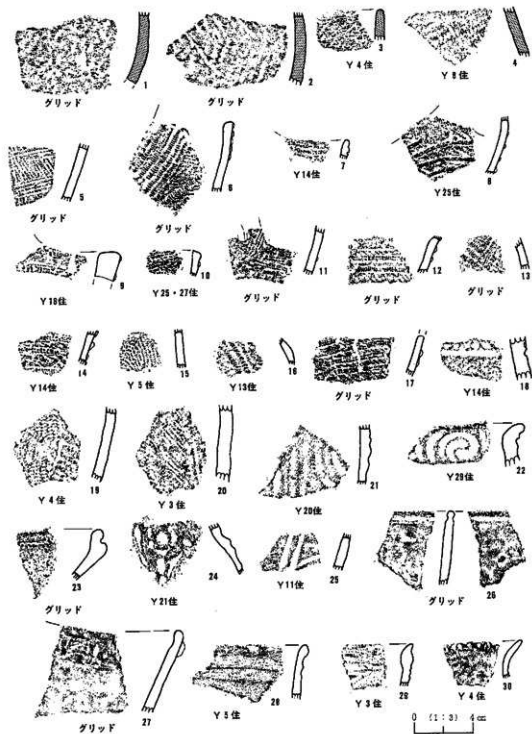 1
グリッド
2
グリッド
3
Y4住
4
Y8住
5
グリッド
6
グリッド
7
Y14住
8
Y25住
9
Y18住
10
Y25・27住
11
グリッド
12
グリッド
13
グリッド
14
Y14住
15
Y5住
16
Y13住
17
グリッド
18
Y14住
19
Y4住
20
Y3住
21
Y20住
22
Y29住
23
グリッド
24
Y21住
25
Y11住
26
グリッド
27
グリッド
28
Y5住
29
Y3住
30
Y4住
0 (1:3) 4cm